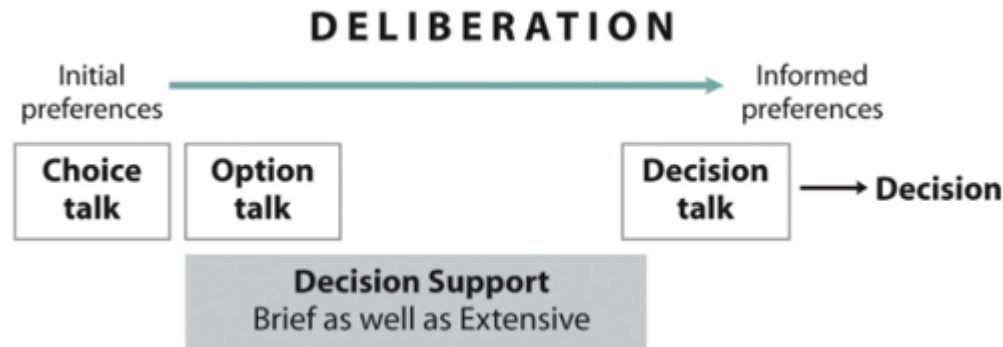 DELIBERATION
Initial
preferences
Informed
preferences
Choice
talk
Option
talk
Decision
talk
Decision
Decision Support
Brief as well as Extensive